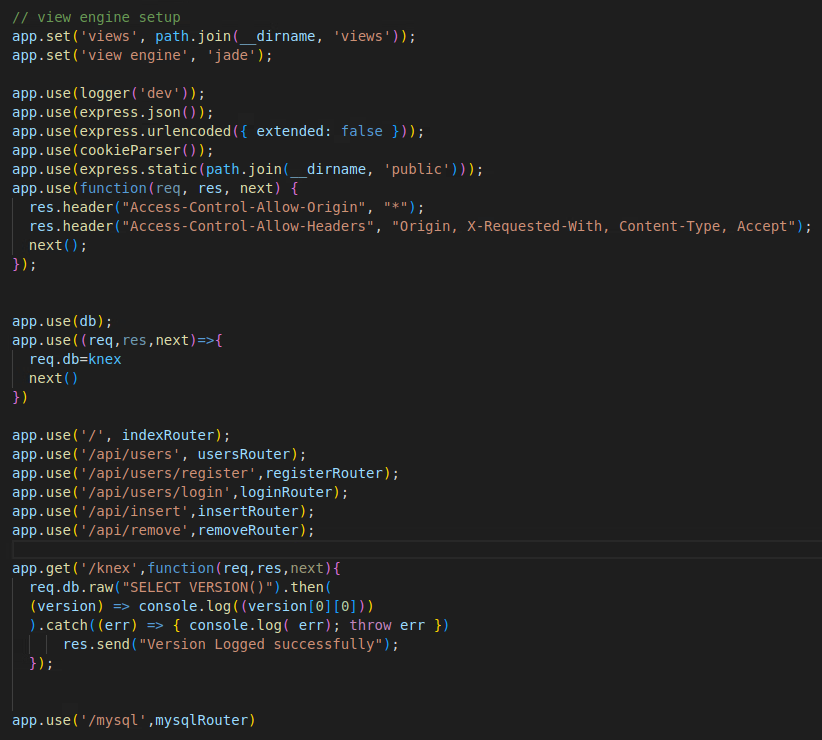 // view engine setup
app.set('views', path.join(__dirname, 'views'));
app.set('view engine', 'jade');
app.use(logger('dev'));
app.use(express.json());
app.use(express.urlencoded({ extended: false }));
app.use(cookieParser());
app.use(express.static(path.join(__dirname, 'public')));
app.use(function(req, res, next) {
  res.header("Access-Control-Allow-Origin", "*");
  res.header("Access-Control-Allow-Headers", "Origin, X-Requested-With, Content-Type, Accept");
  next();
});
app.use(db);
app.use((req,res,next)=>{
  req.db=knex
  next()
})
app.use('/', indexRouter);
app.use('/api/users', usersRouter);
app.use('/api/users/register',registerRouter);
app.use('/api/users/login',loginRouter);
app.use('/api/insert',insertRouter);
app.use('/api/remove',removeRouter);
app.get('/knex',function(req,res,next){
  req.db.raw("SELECT VERSION()").then(
  (version) => console.log((version[0][0]))
  ).catch((err) => { console.log( err); throw err })
      res.send("Version Logged successfully");
  });
app.use('/mysql',mysqlRouter)